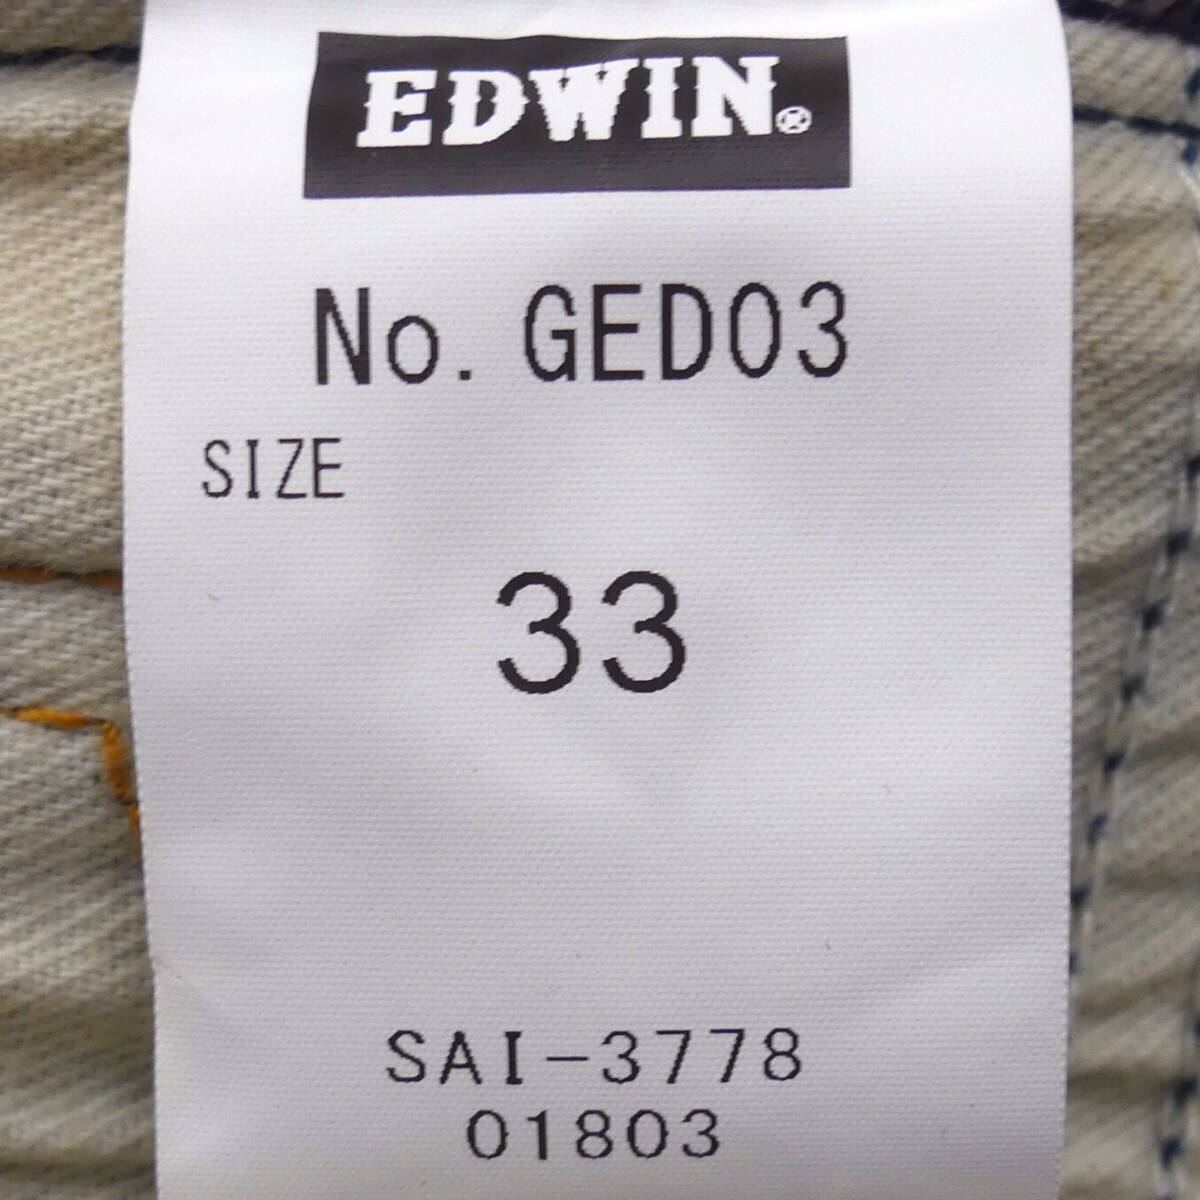 EDWIN®
No. GED03
SIZE
33
SAI-3778
01803